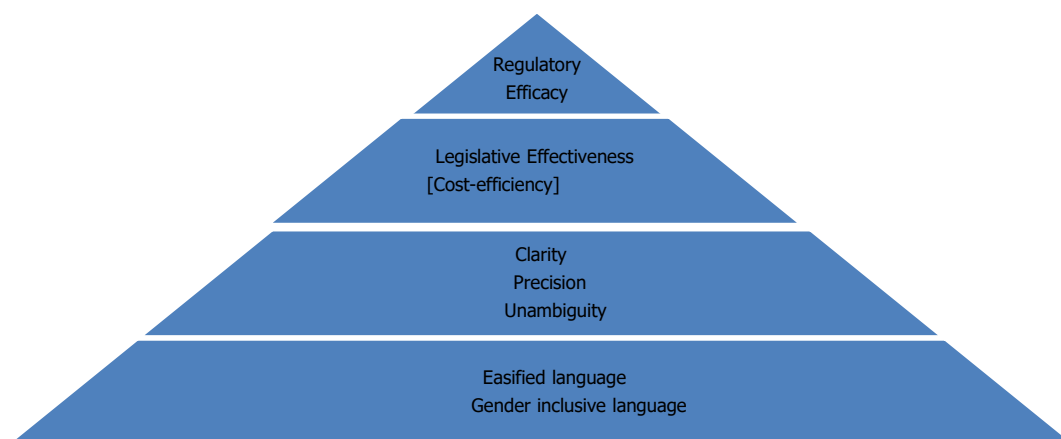 Regulatory
Efficacy
Legislative Effectiveness
[Cost-efficiency]
Clarity
Precision
Unambiguity
Easified language
Gender inclusive language